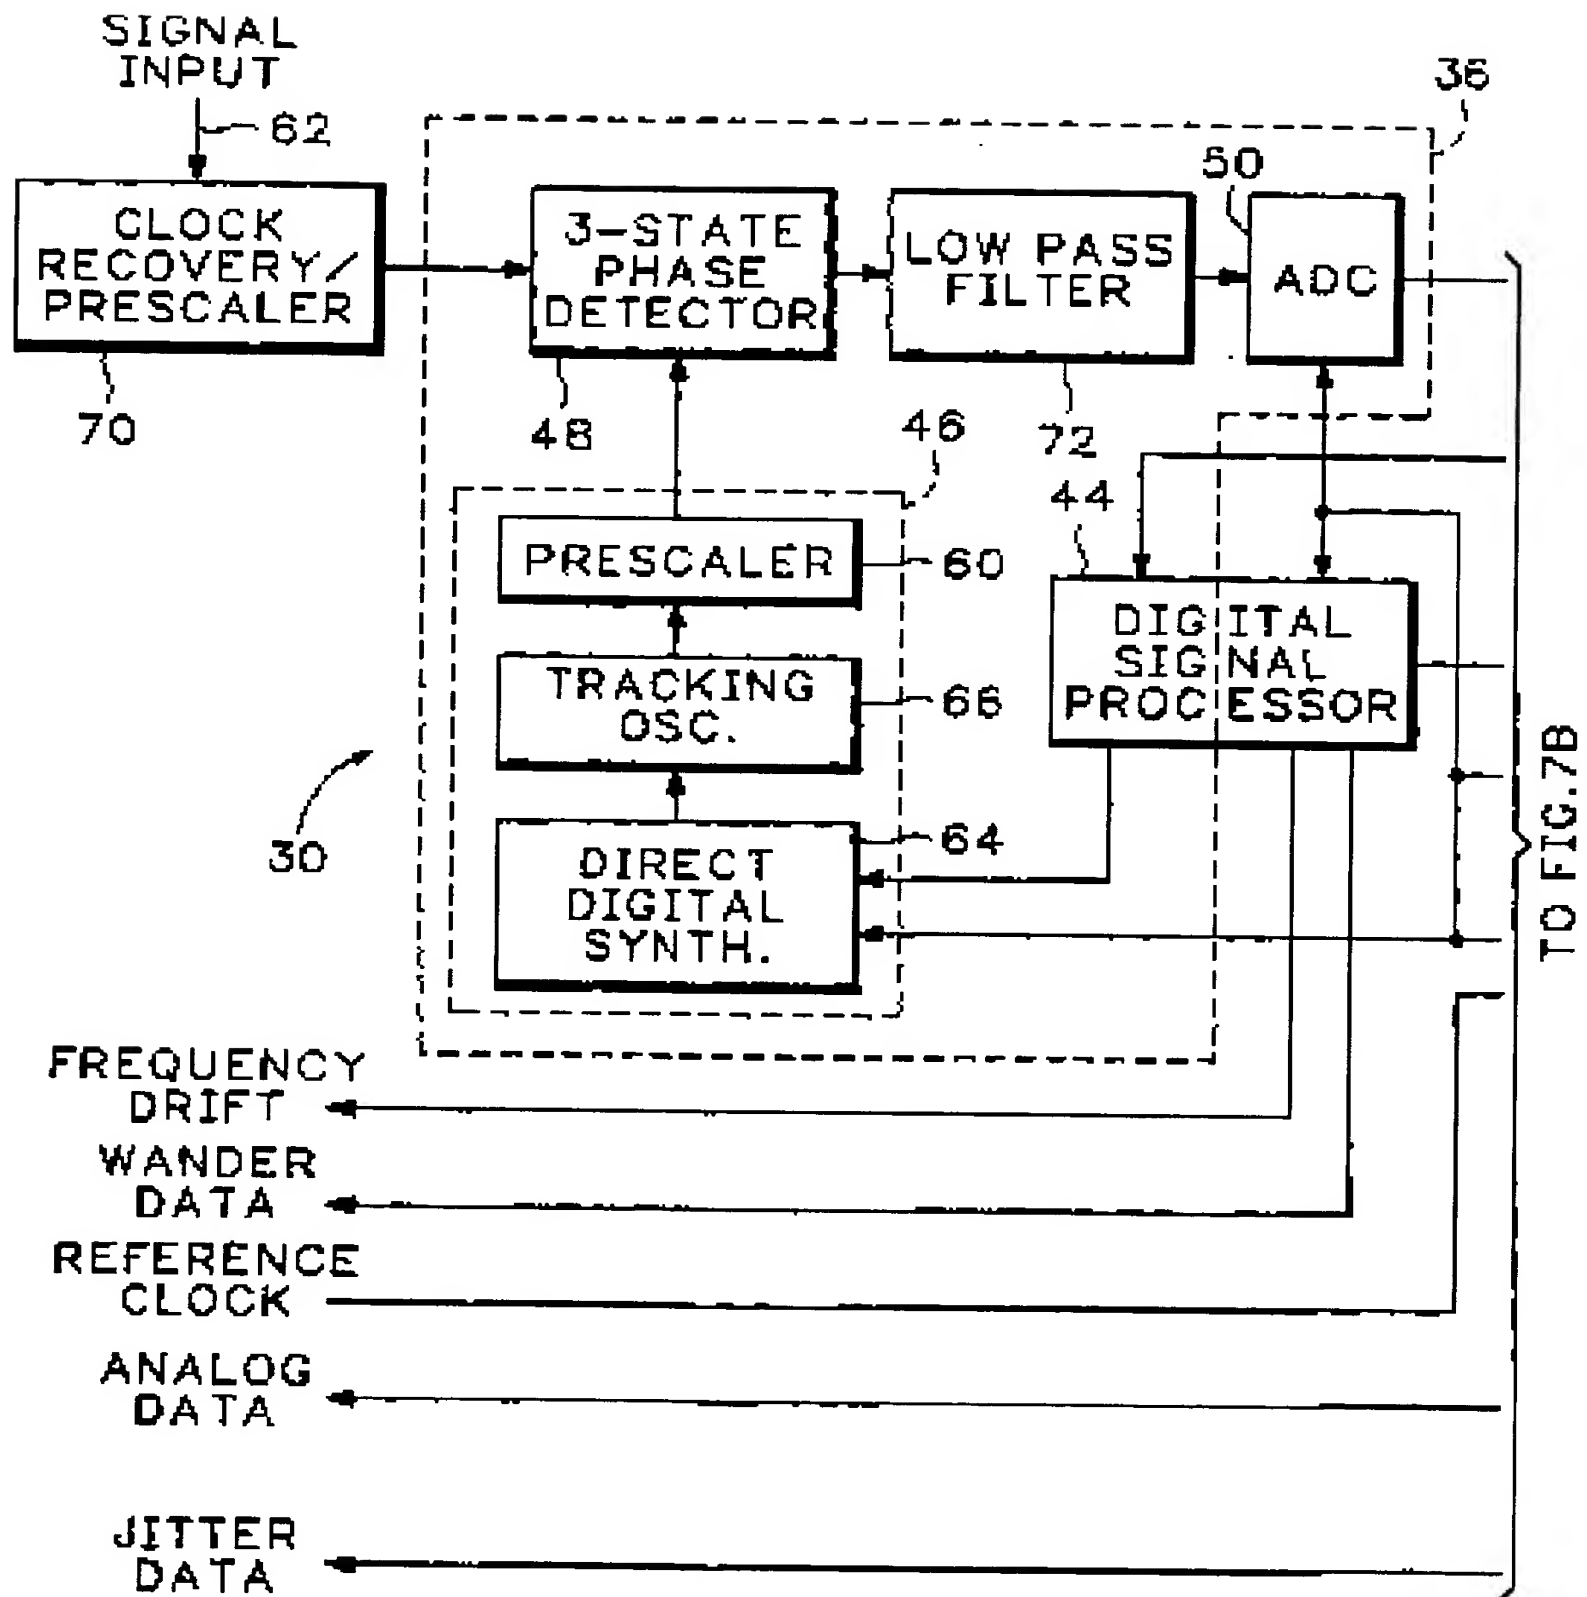 SIGNAL
INPUT
62
36
50
CLOCK
RECOVERY/
PRESCALER
3-STATE
PHASE
DETECTOR
LOW PASS
FILTER
ADC
70
48
72
46
44
PRESCALER
60
DIGITAL
SIGNAL
PROCESSOR
TRACKING
OSC.
66
30
64
DIRECT
DIGITAL
SYNTH.
TO FIG.7B
FREQUENCY
DRIFT
WANDER
DATA
REFERENCE
CLOCK
ANALOG
DATA
JITTER
DATA